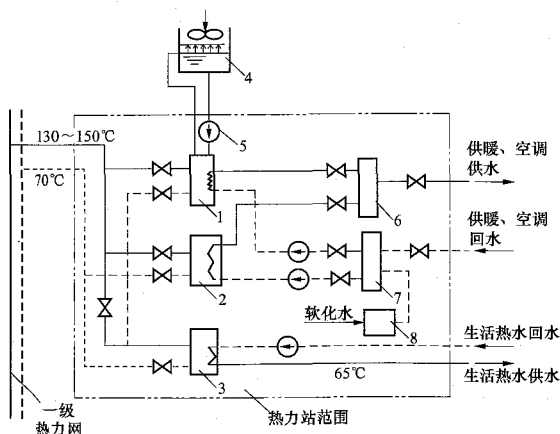 4
130～150℃
5
供暖、空调
供水
70℃
1
6
供暖、空调
回水
2
7
软化水
8
生活热水回水
3
65℃
生活热水供水
一级
热力网
热力站范围